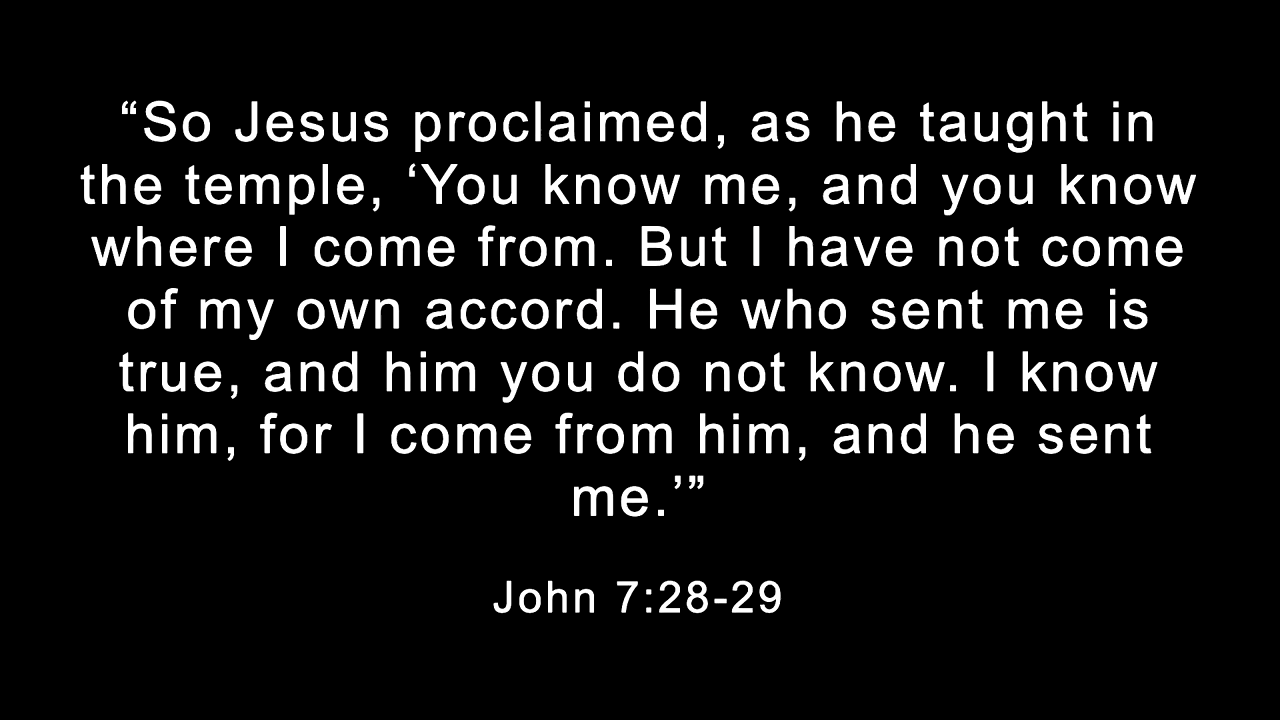 “So Jesus proclaimed, as he taught in
the temple, ‘You know me, and you know
where I come from. But I have not come
of my own accord. He who sent me is
true, and him you do not know. I know
him, for I come from him, and he sent
me.’”
John 7:28-29